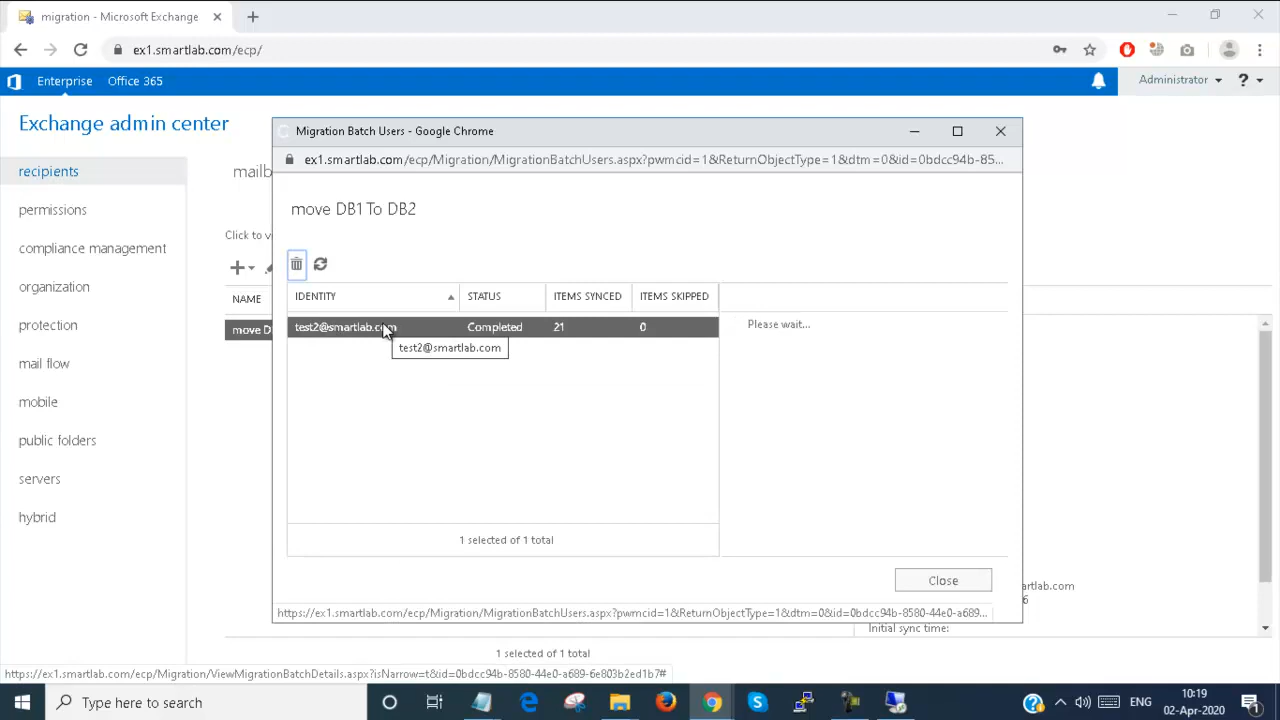 migration - Microsoft Exchange
ex1.smartlab.com/ecp/
Enterprise Office 365
Administrator ?
Exchange admin center
recipients
permissions
compliance management
organization
protection
mail flow
mobile
public folders
servers
hybrid
mailb
Click to v
NAME
move D
Migration Batch Users - Google Chrome
ex1.smartlab.com/ecp/Migration/MigrationBatchUsers.aspx?pwmcid=1&ReturnObjectType=1&dtm=0&id=0bdcc94b-85...
move DB1 To DB2
IDENTITY STATUS ITEMS SYNCED ITEMS SKIPPED
test2@smartlab.com Completed 21 0
test2@smartlab.com
Please wait...
1 selected of 1 total
Close
https://ex1.smartlab.com/ecp/Migration/MigrationBatchUsers.aspx?pwmcid=1&ReturnObjectType=1&dtm=0&id=0bdcc94b-8580-44e0-a689...
artlab.com
6
Initial sync time:
1 selected of 1 total
https://ex1.smartlab.com/ecp/Migration/ViewMigrationBatchDetails.aspx?isNarrow=t&id=0bdcc94b-8580-44e0-a689-6e803b2ed1b7#
Type here to search
ENG
10:19
02-Apr-2020
1